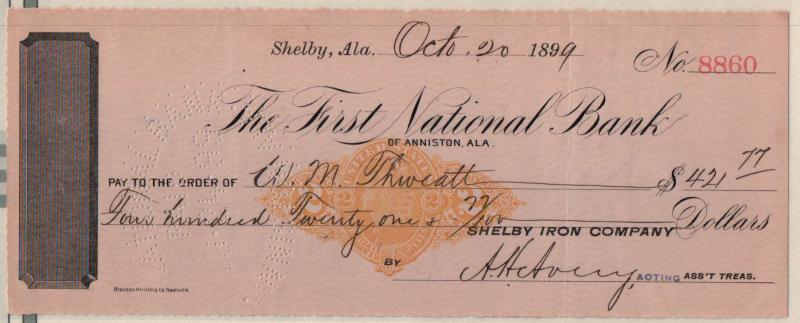 Shelby, Ala. Oct. 20 1899
No. 8860
The First National Bank
OF ANNISTON, ALA.
PAY TO THE ORDER OF W. M. Thweatt $ 421 77
Four hundred Twenty one & 77/100 Dollars
SHELBY IRON COMPANY
BY A. H. Avery, ACTING ASS'T TREAS.
Brandon Printing Co. Nashville.